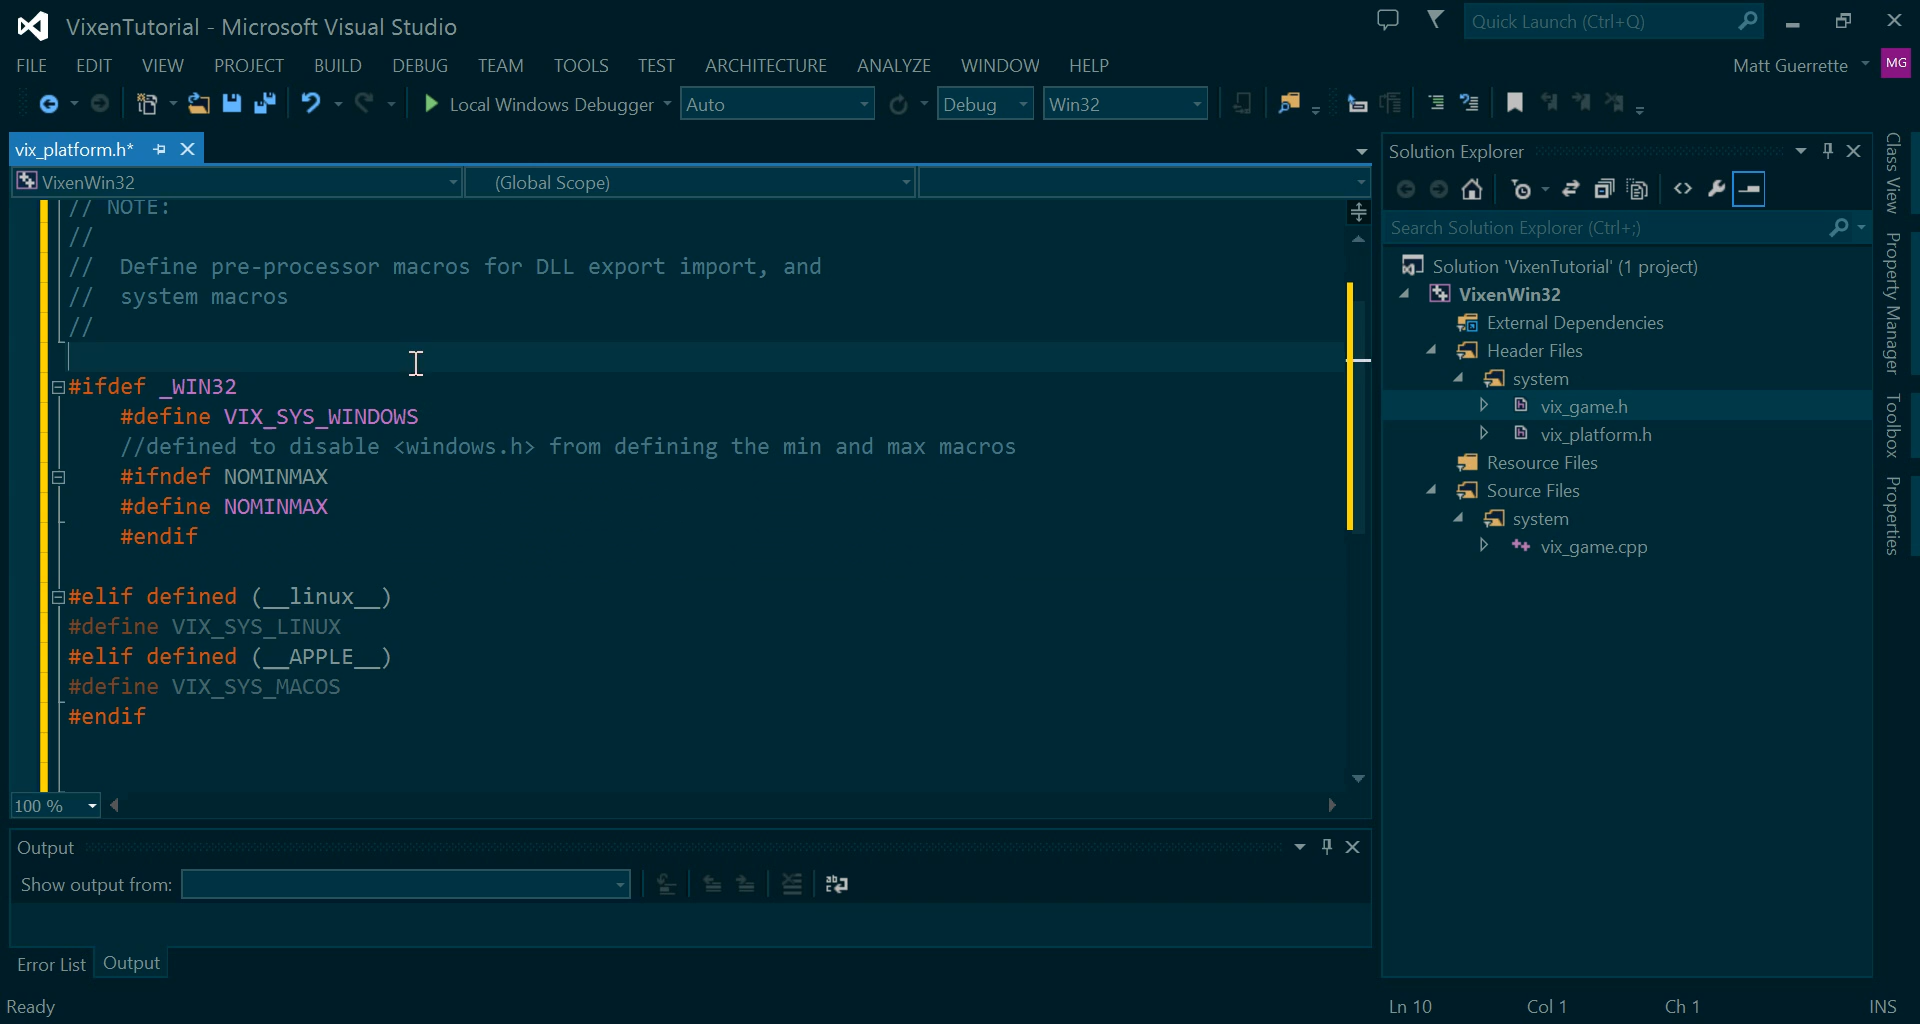 VixenTutorial - Microsoft Visual Studio
Quick Launch (Ctrl+Q)
FILE EDIT VIEW PROJECT BUILD DEBUG TEAM TOOLS TEST ARCHITECTURE ANALYZE WINDOW HELP
Matt Guerrette MG
Local Windows Debugger Auto Debug Win32
vix_platform.h*
VixenWin32 (Global Scope)
// NOTE:
//
// Define pre-processor macros for DLL export import, and
// system macros
//
#ifdef _WIN32
#define VIX_SYS_WINDOWS
//defined to disable <windows.h> from defining the min and max macros
#ifndef NOMINMAX
#define NOMINMAX
#endif
#elif defined (__linux__)
#define VIX_SYS_LINUX
#elif defined (__APPLE__)
#define VIX_SYS_MACOS
#endif
100 %
Output
Show output from:
Error List Output
Solution Explorer
Search Solution Explorer (Ctrl+;)
Solution 'VixenTutorial' (1 project)
VixenWin32
External Dependencies
Header Files
system
vix_game.h
vix_platform.h
Resource Files
Source Files
system
vix_game.cpp
Class View
Property Manager
Toolbox
Properties
Ready
Ln 10 Col 1 Ch 1 INS